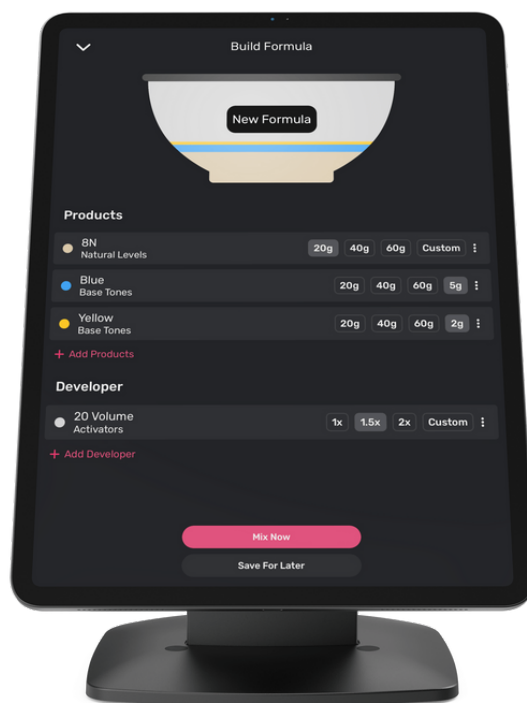 Build Formula
New Formula
Products
8N
Natural Levels
20g 40g 60g Custom
Blue
Base Tones
20g 40g 60g 5g
Yellow
Base Tones
20g 40g 60g 2g
+ Add Products
Developer
20 Volume
Activators
1x 1.5x 2x Custom
+ Add Developer
Mix Now
Save For Later